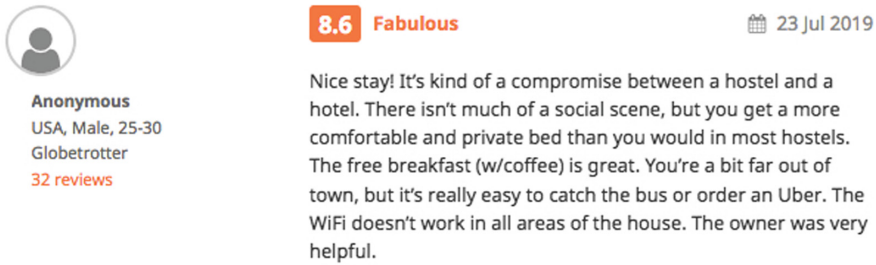 8.6 Fabulous 23 Jul 2019
Anonymous
USA, Male, 25-30
Globetrotter
32 reviews
Nice stay! It's kind of a compromise between a hostel and a
hotel. There isn't much of a social scene, but you get a more
comfortable and private bed than you would in most hostels.
The free breakfast (w/coffee) is great. You're a bit far out of
town, but it's really easy to catch the bus or order an Uber. The
WiFi doesn't work in all areas of the house. The owner was very
helpful.